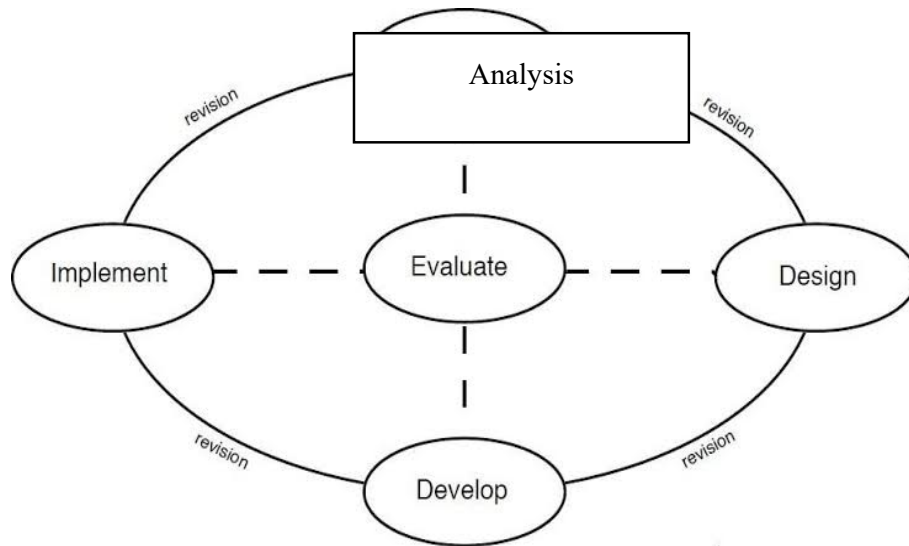 Analysis
revision
revision
Implement
Evaluate
Design
revision
revision
Develop